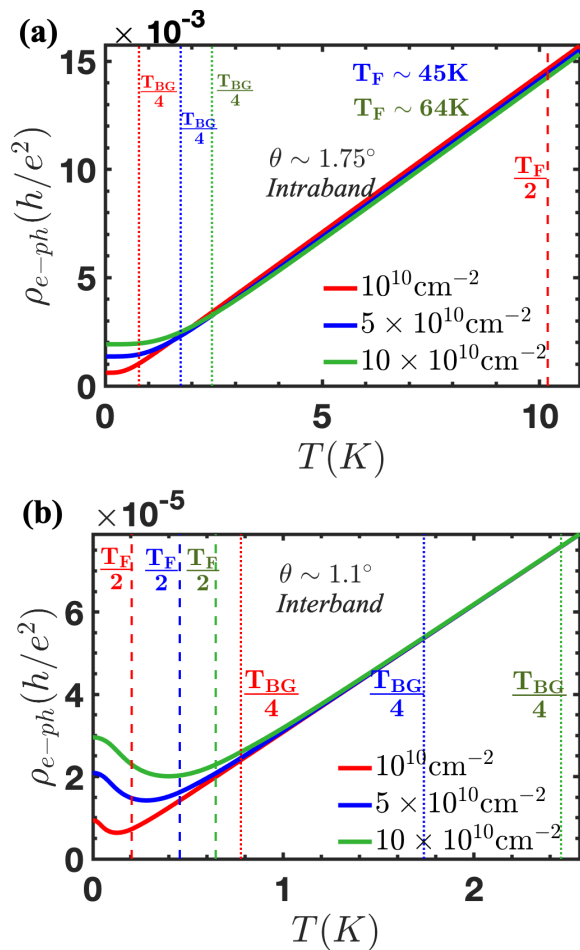 (a)
× 10⁻³
T_BG/4
T_BG/4
T_BG/4
T_F ~ 45K
T_F ~ 64K
θ ~ 1.75°
Intraband
T_F/2
ρ_{e−ph}(h/e²)
15
10
5
0
10¹⁰cm⁻²
5 × 10¹⁰cm⁻²
10 × 10¹⁰cm⁻²
0 5 10
T(K)
(b)
×10⁻⁵
T_F/2
T_F/2
T_F/2
θ ~ 1.1°
Interband
T_BG/4
T_BG/4
T_BG/4
ρ_{e−ph}(h/e²)
6
4
2
0
10¹⁰cm⁻²
5 × 10¹⁰cm⁻²
10 × 10¹⁰cm⁻²
0 1 2
T(K)